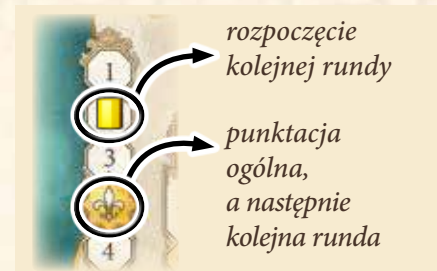 1
3
4
rozpoczęcie
kolejnej rundy
punktacja
ogólna,
a następnie
kolejna runda